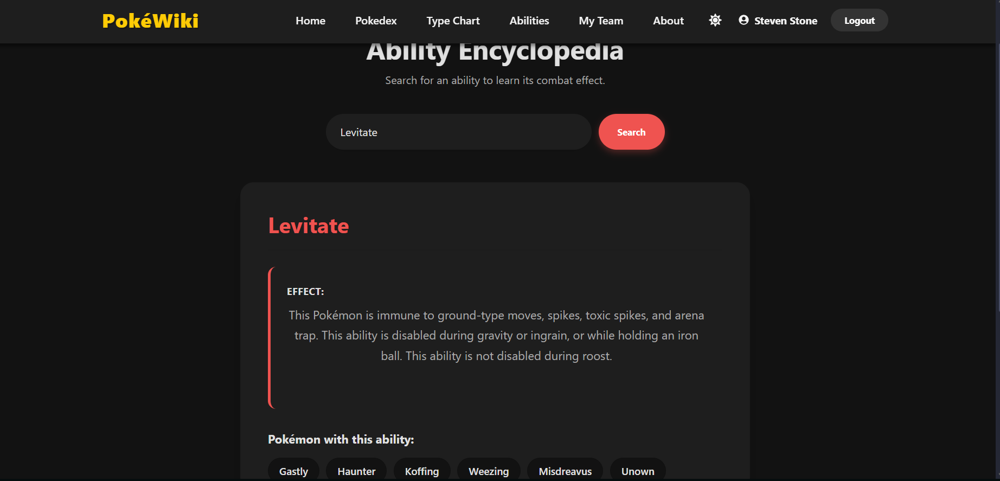 PokéWiki
Home
Pokedex
Type Chart
Abilities
My Team
About
Steven Stone
Logout
Ability Encyclopedia
Search for an ability to learn its combat effect.
Levitate
Search
Levitate
EFFECT:
This Pokémon is immune to ground-type moves, spikes, toxic spikes, and arena
trap. This ability is disabled during gravity or ingrain, or while holding an iron
ball. This ability is not disabled during roost.
Pokémon with this ability:
Gastly
Haunter
Koffing
Weezing
Misdreavus
Unown